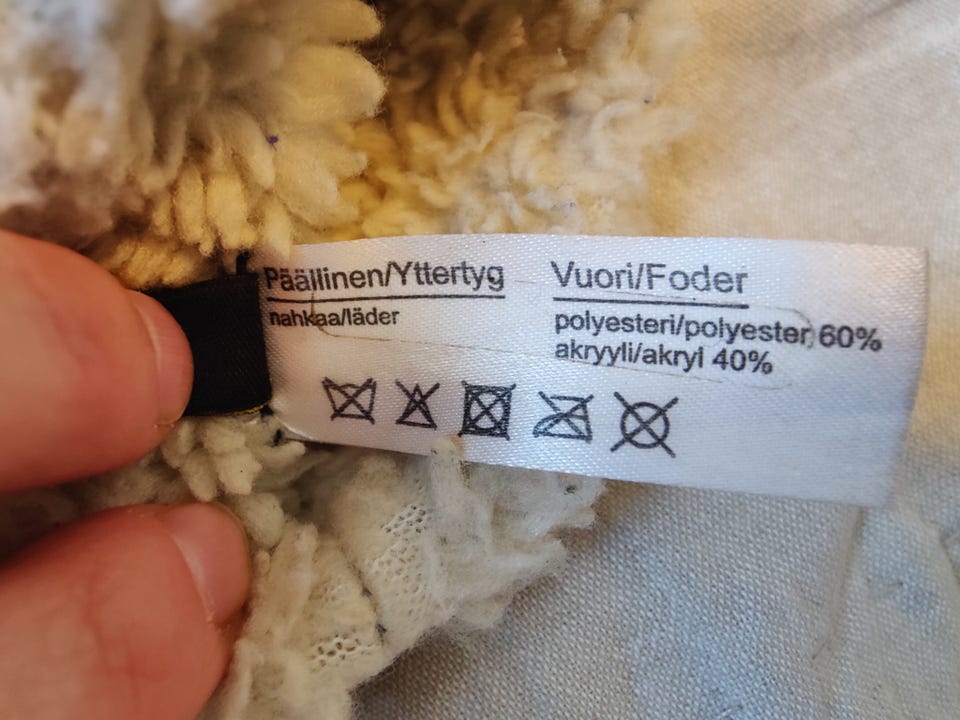 Päällinen/Yttertyg
nahkaa/läder
Vuori/Foder
polyesteri/polyester 60%
akryyli/akryl 40%